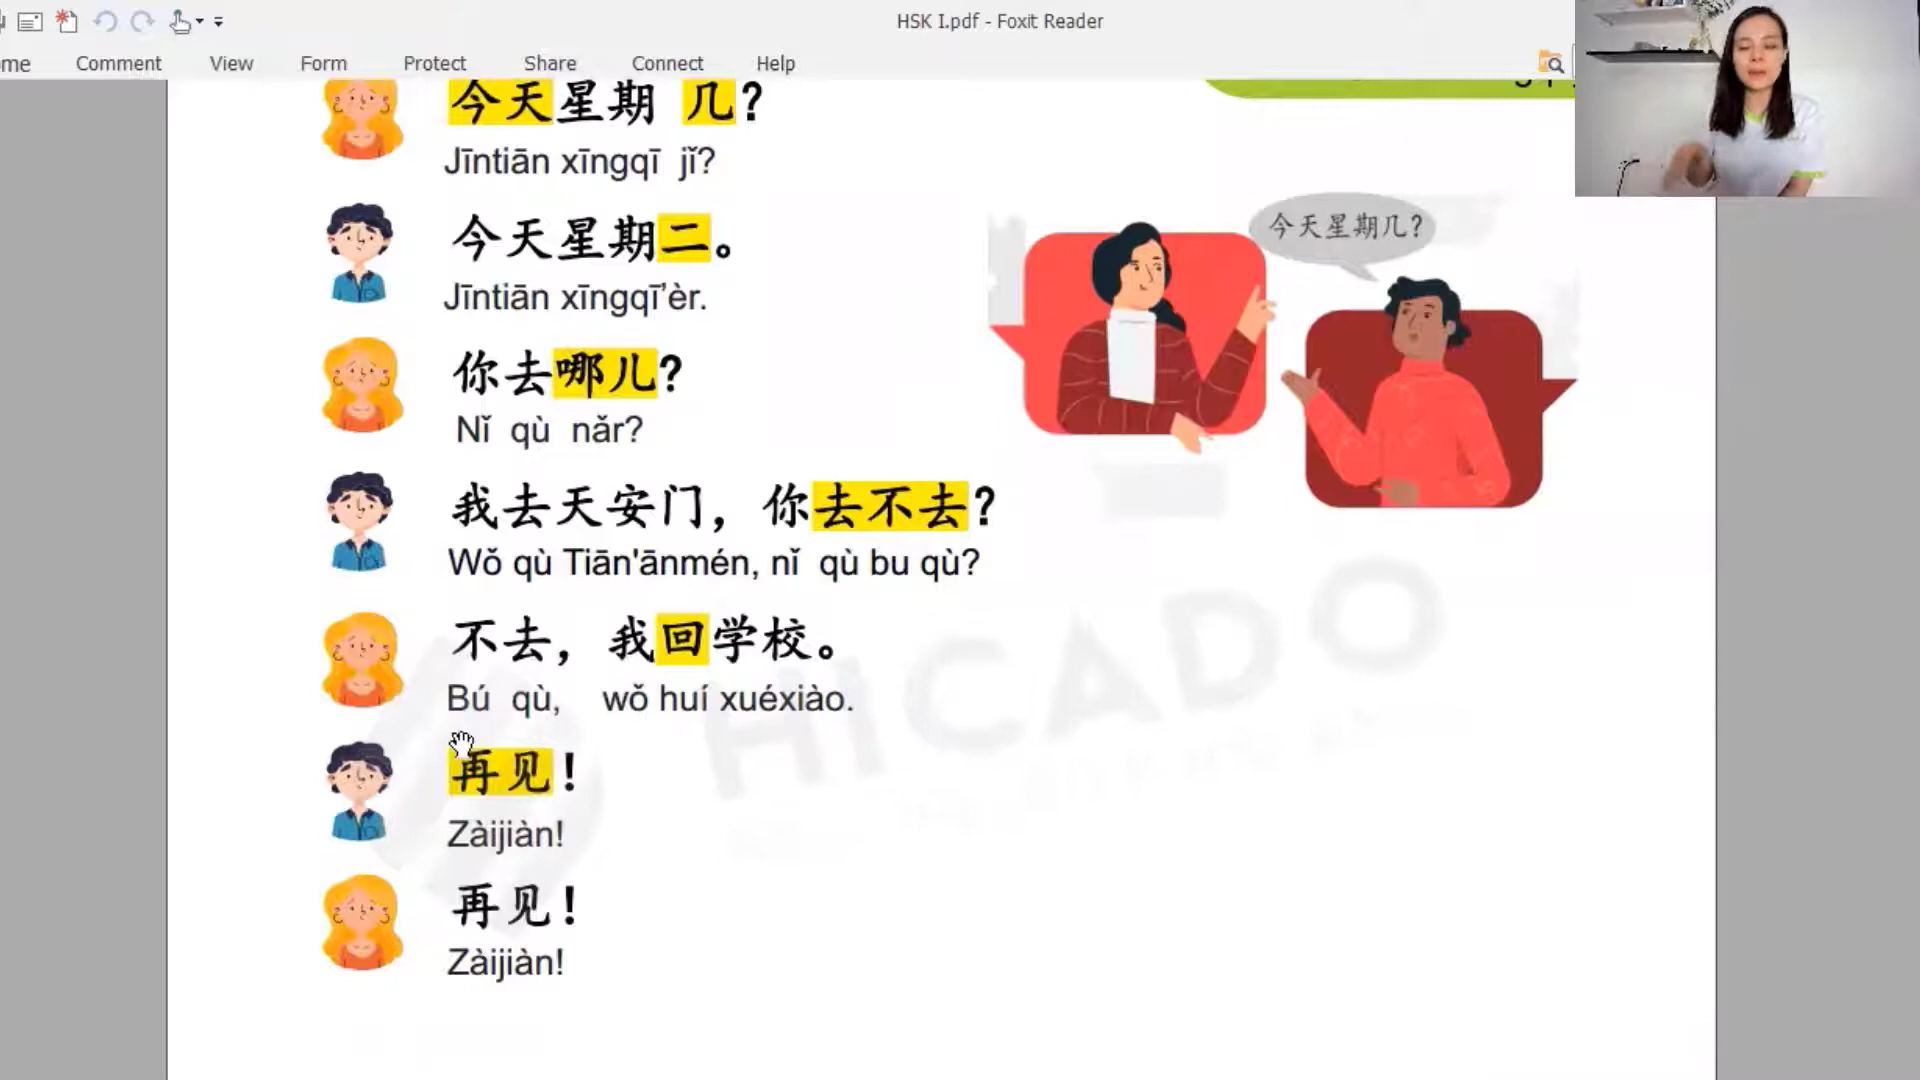 HSK I.pdf - Foxit Reader
Comment View Form Protect Share Connect Help
今天星期 几?
Jīntiān xīngqī jǐ?
今天星期二。
Jīntiān xīngqī’èr.
今天星期几?
你去哪儿?
Nǐ qù nǎr?
我去天安门，你去不去?
Wǒ qù Tiān'ānmén, nǐ qù bu qù?
不去，我回学校。
Bú qù, wǒ huí xuéxiào.
再见!
Zàijiàn!
再见!
Zàijiàn!
HICADO